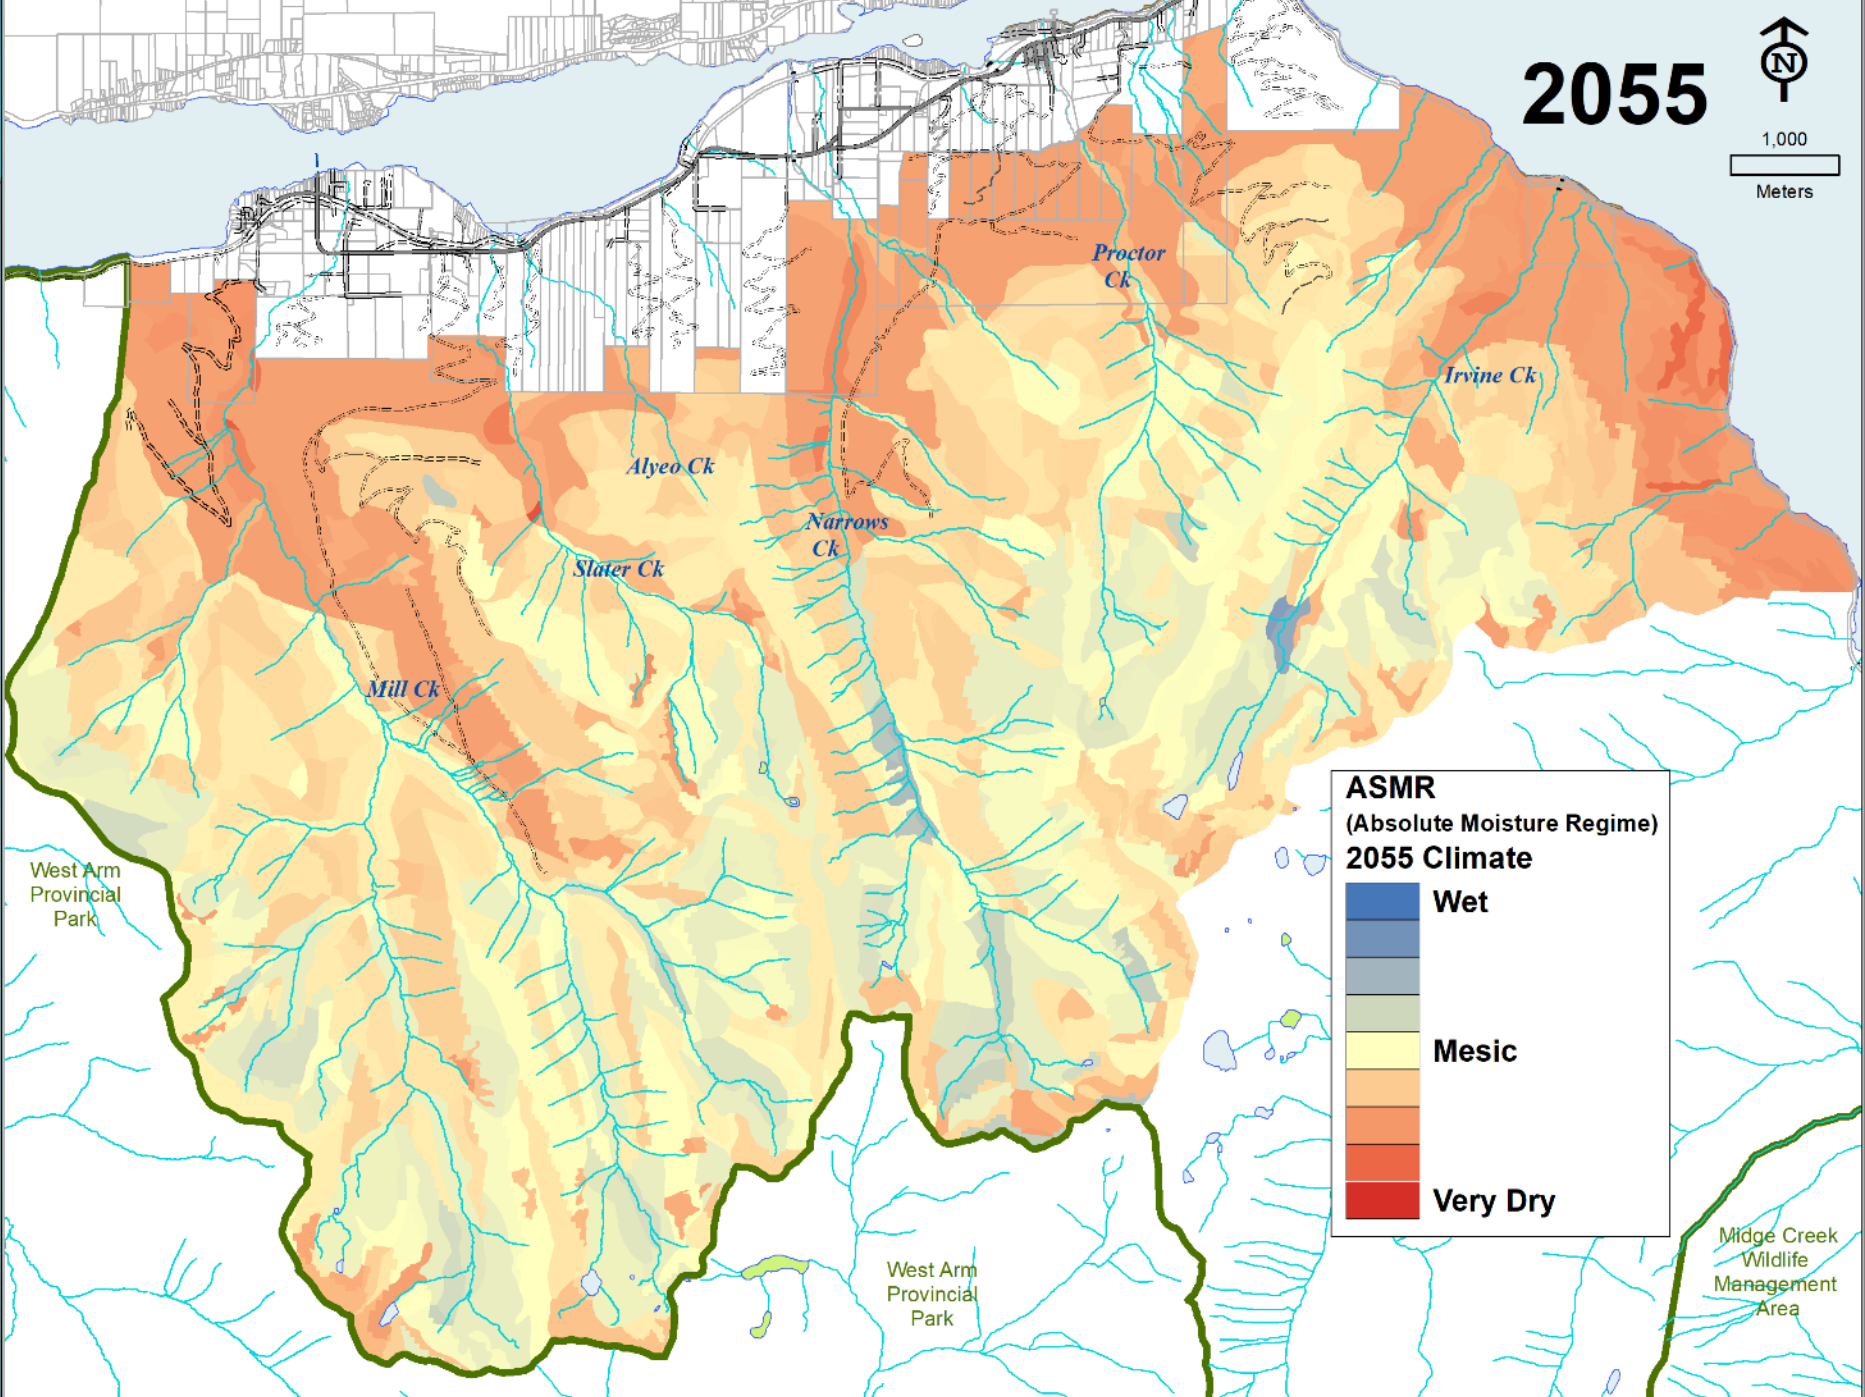 2055
N
1,000
Meters
Proctor
Ck
Irvine Ck
Alyeo Ck
Narrows
Ck
Slater Ck
Mill Ck
ASMR
(Absolute Moisture Regime)
2055 Climate
Wet
Mesic
Very Dry
West Arm
Provincial
Park
West Arm
Provincial
Park
Midge Creek
Wildlife
Management
Area